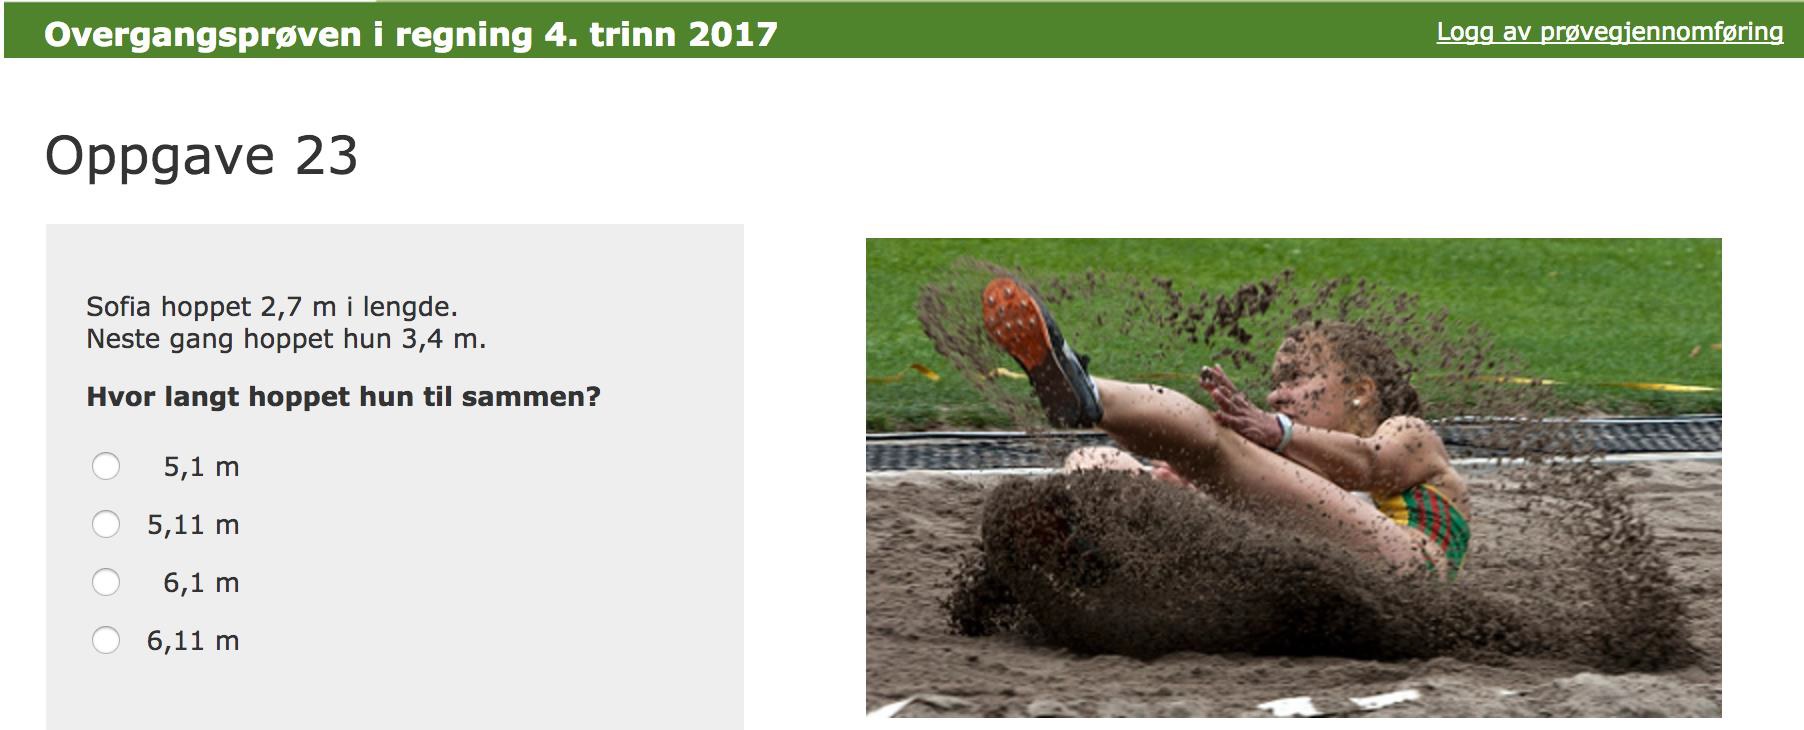 Overgangsprøven i regning 4. trinn 2017
Logg av prøvegjennomføring
Oppgave 23
Sofia hoppet 2,7 m i lengde.
Neste gang hoppet hun 3,4 m.
Hvor langt hoppet hun til sammen?
5,1 m
5,11 m
6,1 m
6,11 m